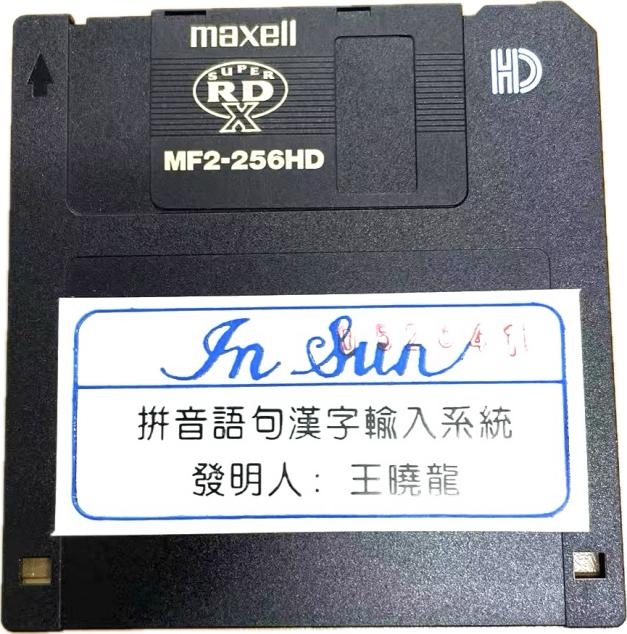 maxell
SUPER
RD
X
MF2-256HD
HD
In Sun
拼音語句漢字輸入系統
發明人：王曉龍